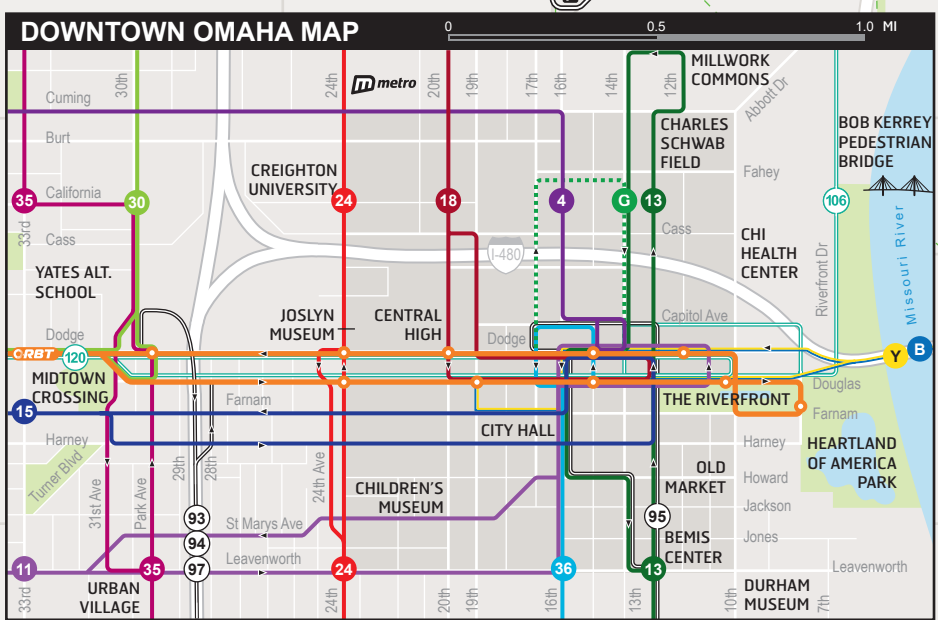 DOWNTOWN OMAHA MAP
0
0.5
1.0 MI
30th
24th
metro
20th
19th
17th
16th
14th
12th
MILLWORK
COMMONS
Abbott Dr
Cuming
Burt
CHARLES
SCHWAB
FIELD
BOB KERREY
PEDESTRIAN
BRIDGE
CREIGHTON
UNIVERSITY
Fahey
California
35
30
24
18
4
G
13
106
33rd
Cass
Cass
I-480
CHI
HEALTH
CENTER
Riverfront Dr
Missouri River
YATES ALT.
SCHOOL
JOSLYN
MUSEUM
CENTRAL
HIGH
Capitol Ave
Dodge
Dodge
ORBT
120
Y
B
MIDTOWN
CROSSING
Douglas
THE RIVERFRONT
Farnam
Farnam
15
CITY HALL
Harney
Harney
HEARTLAND
OF AMERICA
PARK
Turner Blvd
29th
28th
24th Ave
OLD
MARKET
Howard
31st Ave
Park Ave
CHILDREN'S
MUSEUM
Jackson
93
St Marys Ave
95
94
BEMIS
CENTER
Jones
Leavenworth
Leavenworth
11
35
97
24
36
13
URBAN
VILLAGE
DURHAM
MUSEUM
33rd
24th
20th
19th
16th
13th
10th
7th